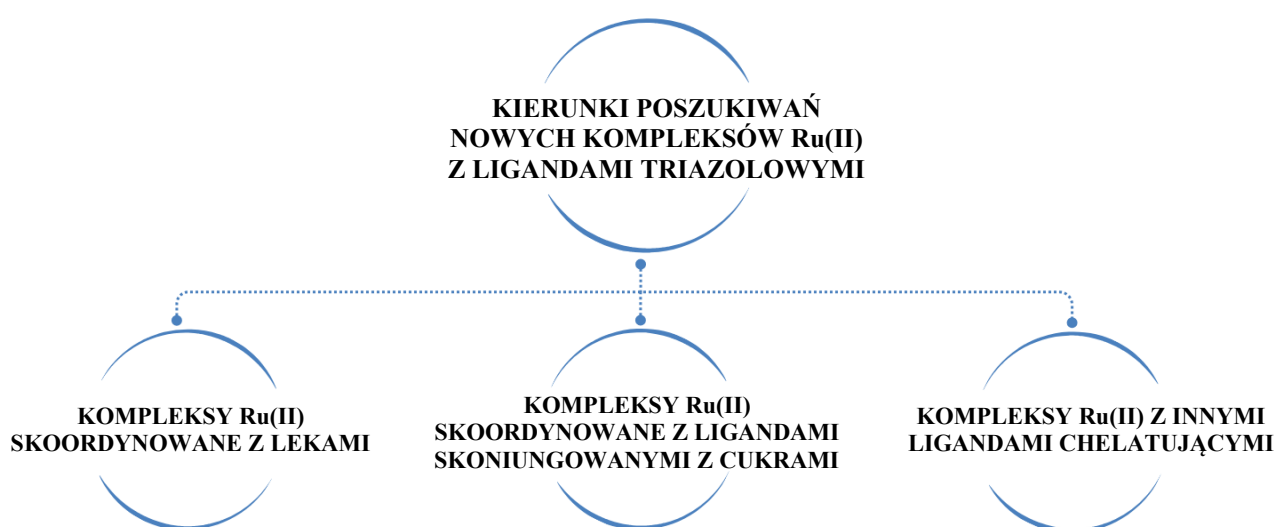 KIERUNKI POSZUKIWAŃ
NOWYCH KOMPLEKSÓW Ru(II)
Z LIGANDAMI TRIAZOLOWYMI
KOMPLEKSY Ru(II)
SKOORDYNOWANE Z LEKAMI
KOMPLEKSY Ru(II)
SKOORDYNOWANE Z LIGANDAMI
SKONIUNGOWANYMI Z CUKRAMI
KOMPLEKSY Ru(II) Z INNYMI
LIGANDAMI CHELATUJĄCYMI